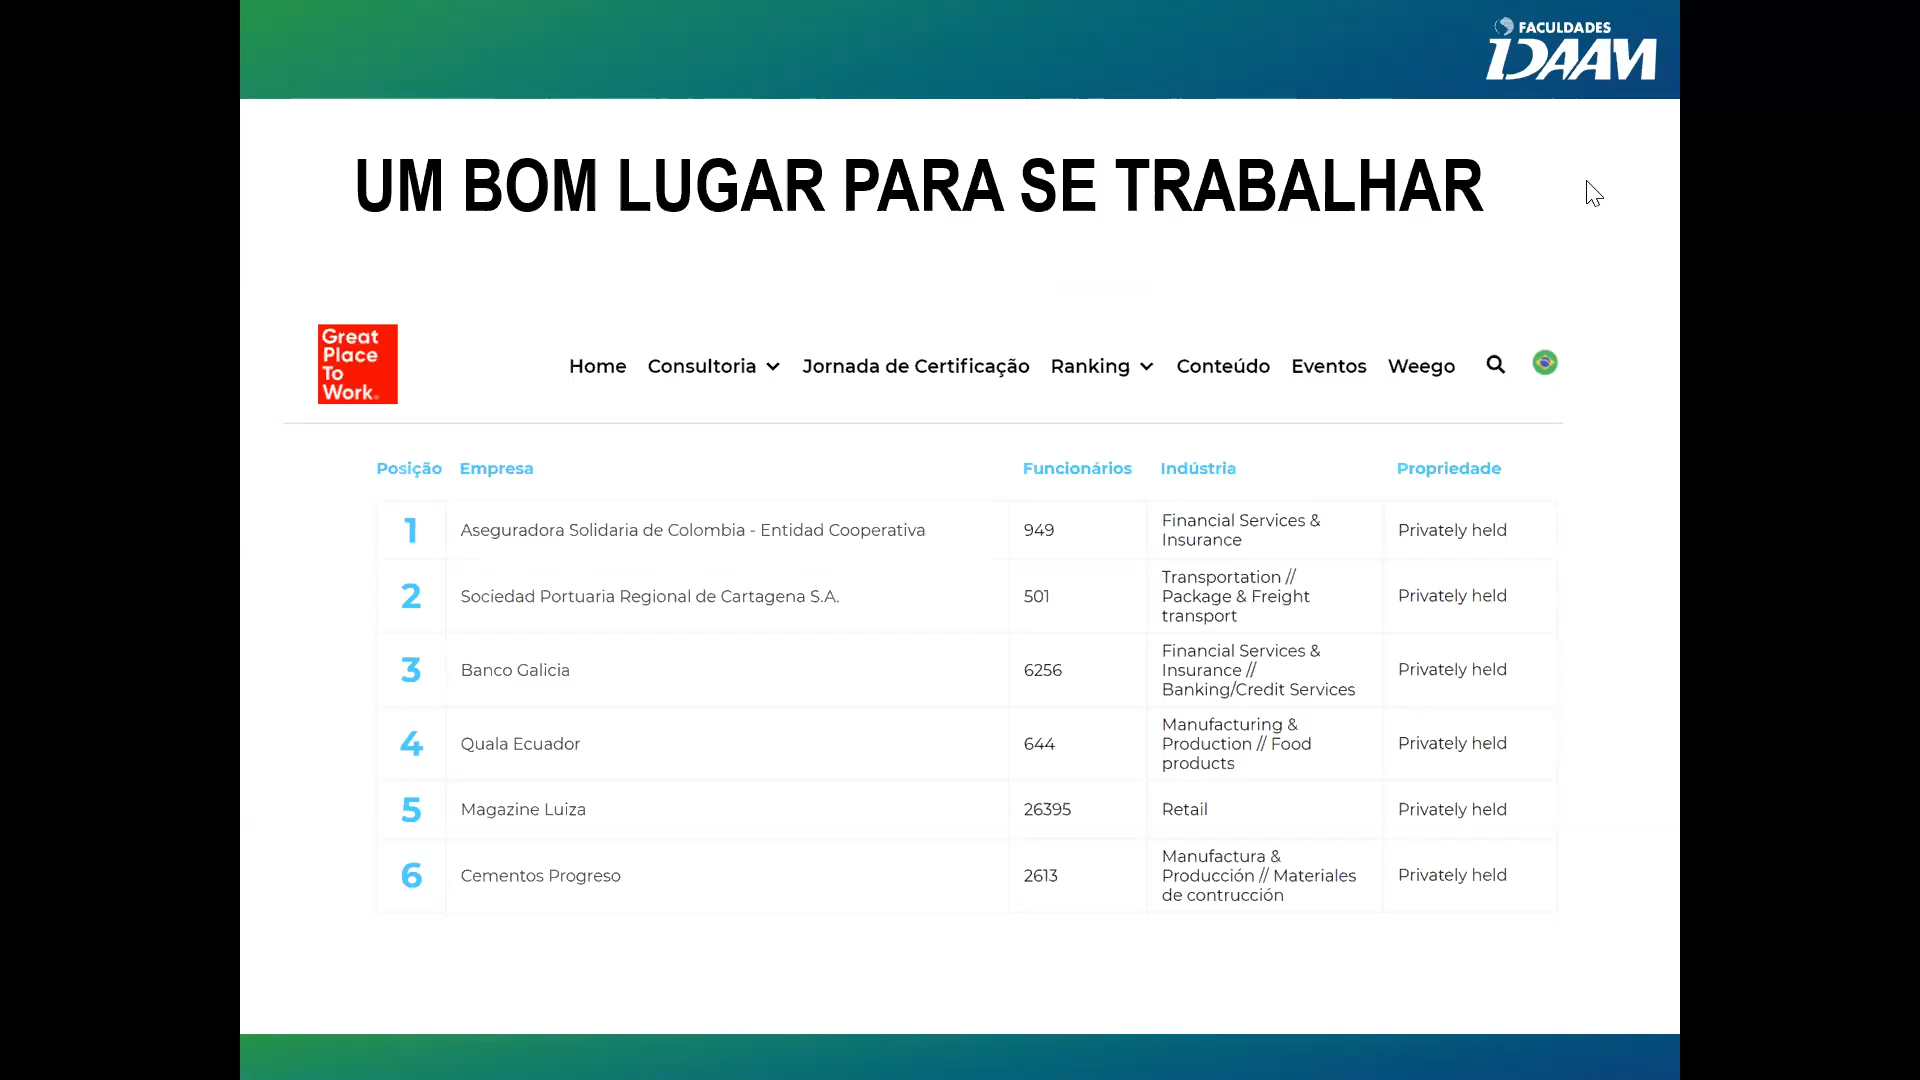 FACULDADES
IDAAM
UM BOM LUGAR PARA SE TRABALHAR
Great
Place
To
Work.
Home Consultoria Jornada de Certificação Ranking Conteúdo Eventos Weego
Posição Empresa Funcionários Indústria Propriedade
1 Aseguradora Solidaria de Colombia - Entidad Cooperativa 949 Financial Services &
Insurance Privately held
2 Sociedad Portuaria Regional de Cartagena S.A. 501 Transportation //
Package & Freight
transport Privately held
3 Banco Galicia 6256 Financial Services &
Insurance //
Banking/Credit Services Privately held
4 Quala Ecuador 644 Manufacturing &
Production // Food
products Privately held
5 Magazine Luiza 26395 Retail Privately held
6 Cementos Progreso 2613 Manufactura &
Producción // Materiales
de contrucción Privately held